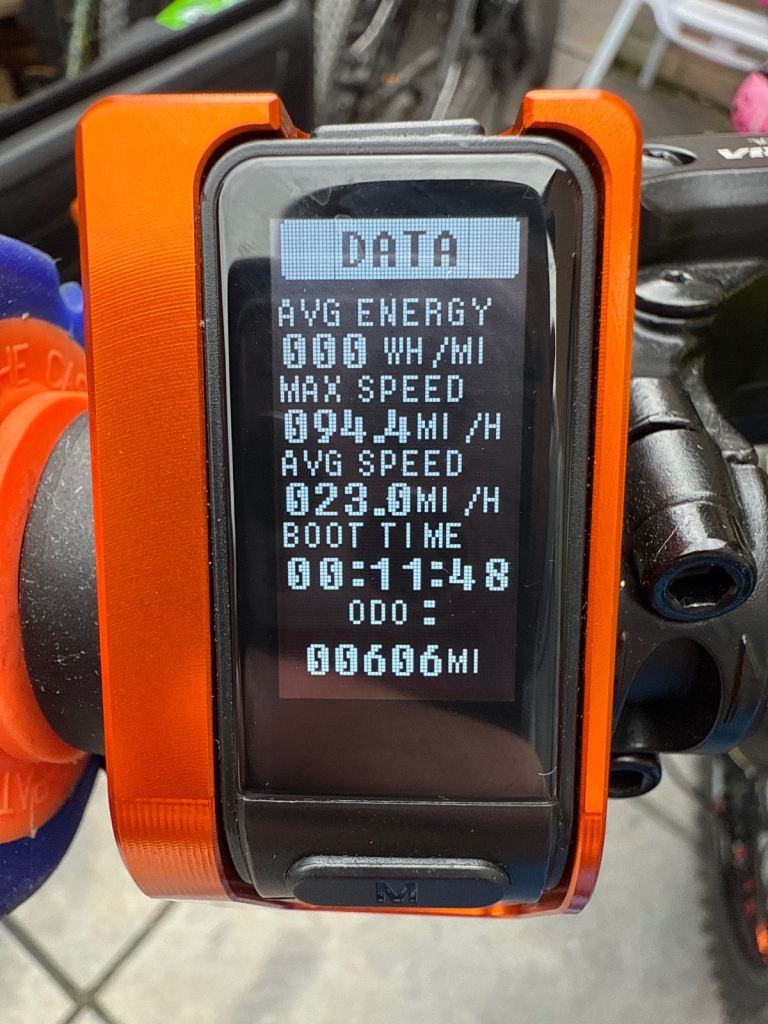 DATA
AVG ENERGY
000 WH/MI
MAX SPEED
094.4MI/H
AVG SPEED
023.0MI/H
BOOT TIME
00:11:48
ODO:
00606MI
M